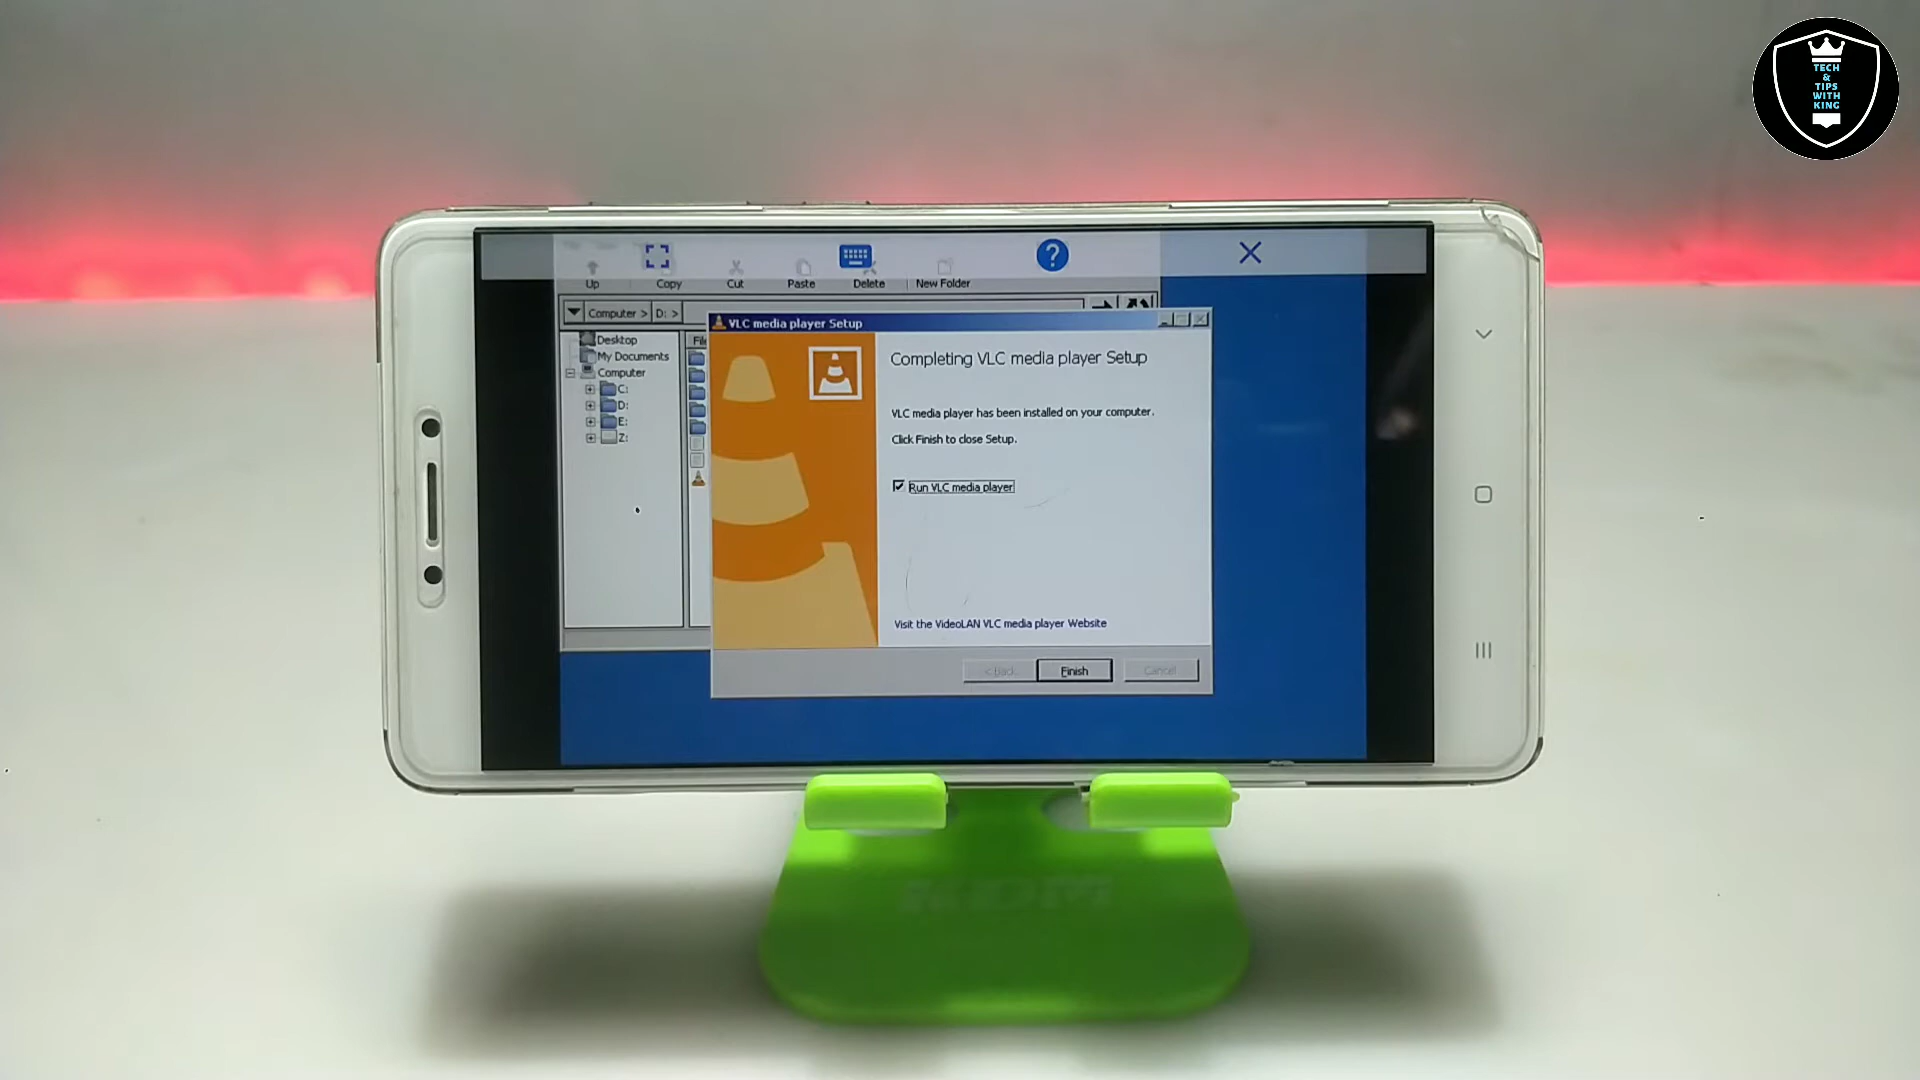 TECH
&
TIPS
WITH
KING
Up
Copy
Cut
Paste
Delete
New Folder
Computer >
D: >
VLC media player Setup
Desktop
My Documents
Computer
C:
D:
E:
Z:
Completing VLC media player Setup
VLC media player has been installed on your computer.
Click Finish to close Setup.
Run VLC media player
Visit the VideoLAN VLC media player Website
< Back
Finish
Cancel